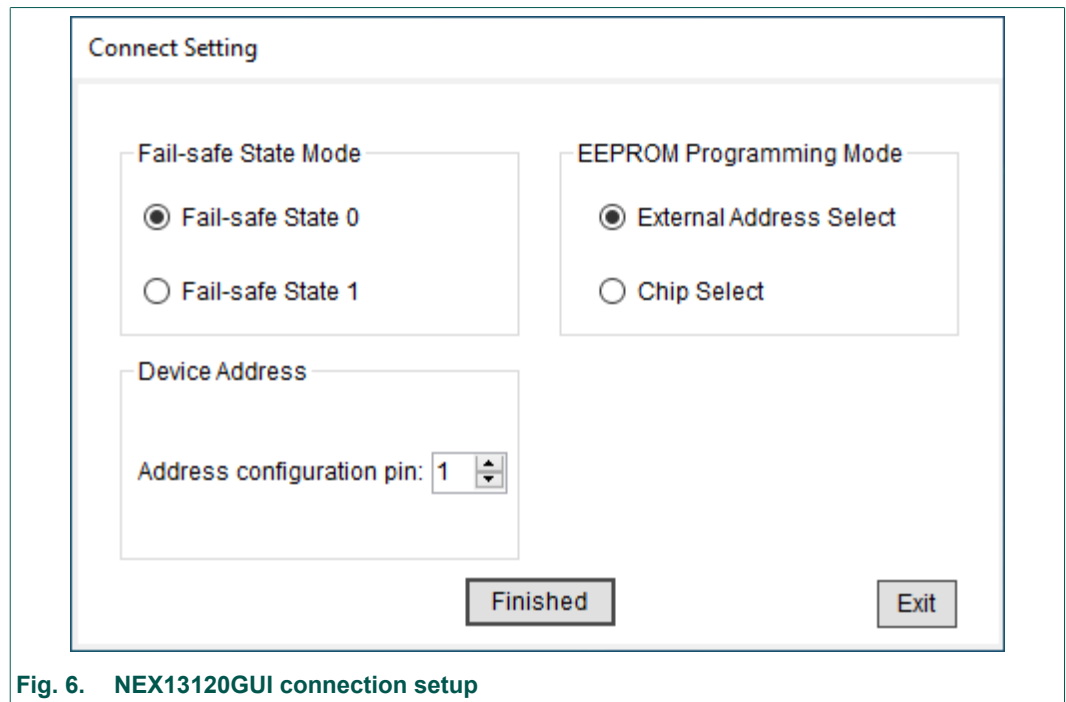 Connect Setting
Fail-safe State Mode
Fail-safe State 0
Fail-safe State 1
EEPROM Programming Mode
External Address Select
Chip Select
Device Address
Address configuration pin: 1
Finished
Exit
Fig. 6. NEX13120GUI connection setup